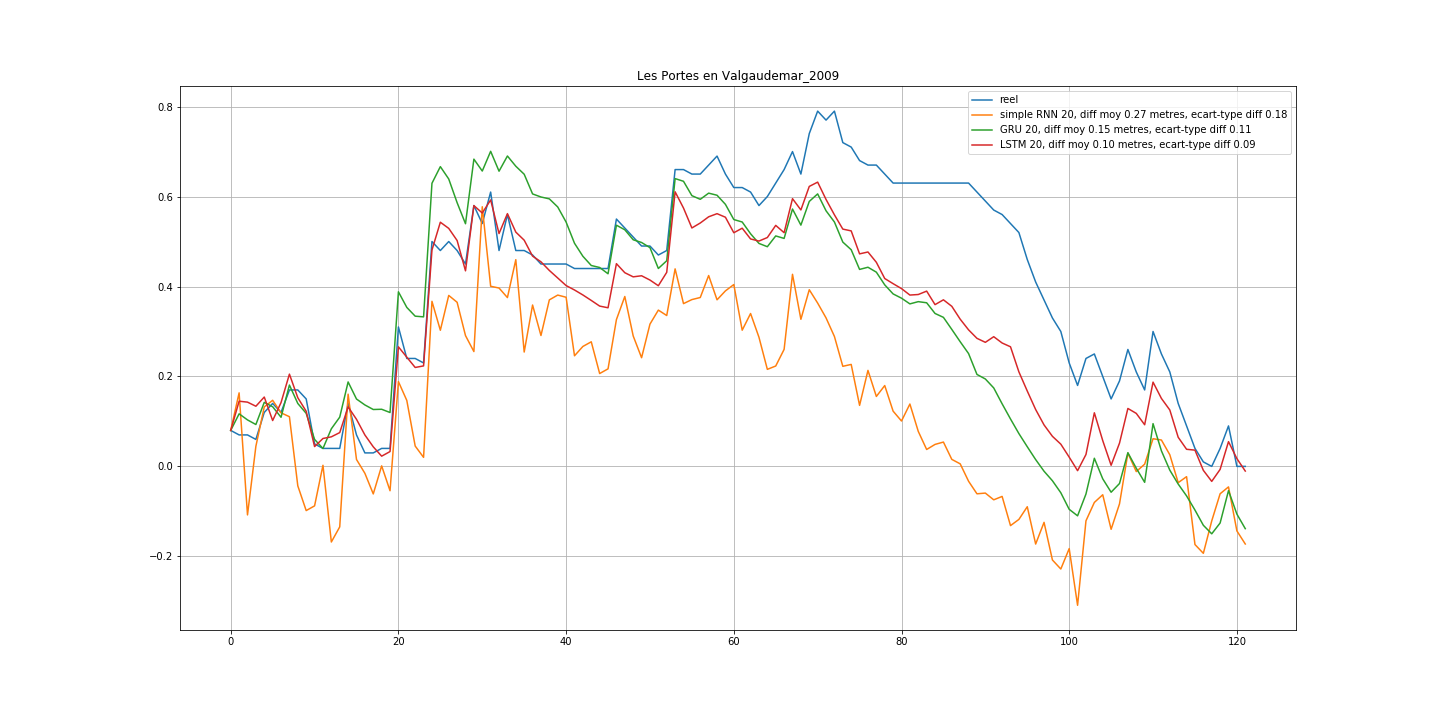 Les Portes en Valgaudemar_2009
reel
simple RNN 20, diff moy 0.27 metres, ecart-type diff 0.18
GRU 20, diff moy 0.15 metres, ecart-type diff 0.11
LSTM 20, diff moy 0.10 metres, ecart-type diff 0.09
0.8
0.6
0.4
0.2
0.0
−0.2
0 20 40 60 80 100 120